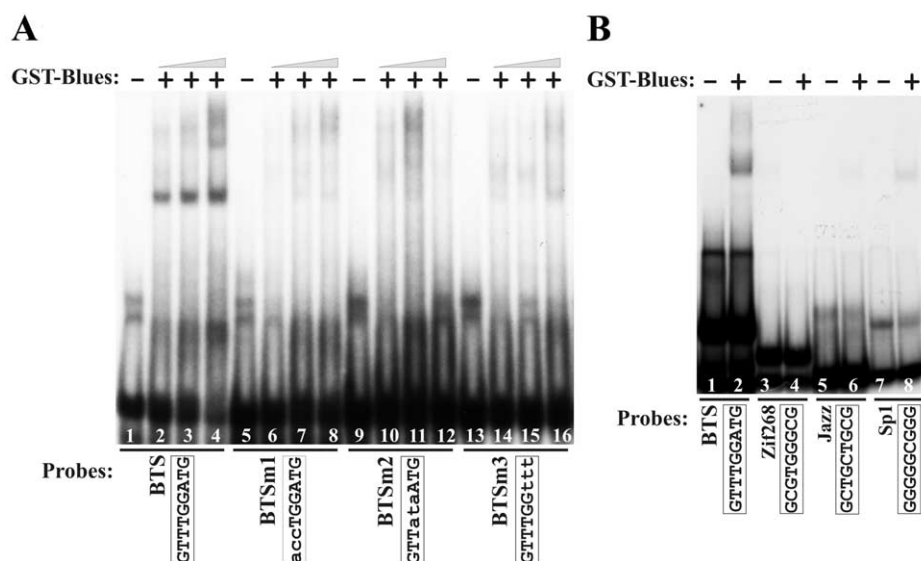 A
GST-Blues: - + + + - + + + - + + + - + + +
1 2 3 4 5 6 7 8 9 10 11 12 13 14 15 16
Probes:
BTS
GTTTGGATG
BTSm1
accTGGATG
BTSm2
GTTataATG
BTSm3
GTTTGGttt
B
GST-Blues: - + - + - + - +
1 2 3 4 5 6 7 8
Probes:
BTS
GTTTGGATG
Zif268
GCGTGGGCG
Jazz
GCTGCTGCG
Sp1
GGGGGCGGG